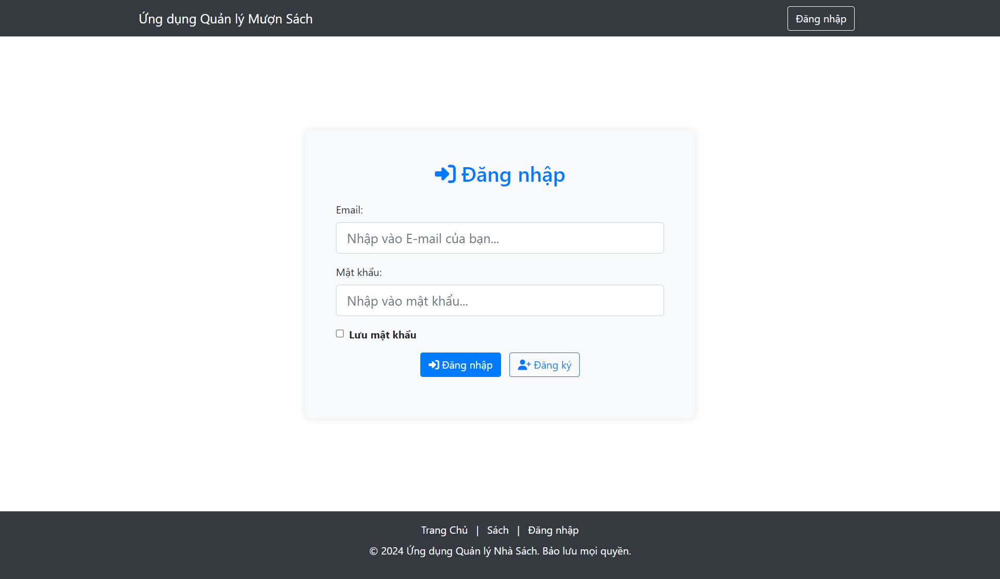 Ứng dụng Quản lý Mượn Sách
Đăng nhập
Đăng nhập
Email:
Nhập vào E-mail của bạn...
Mật khẩu:
Nhập vào mật khẩu...
Lưu mật khẩu
Đăng nhập
Đăng ký
Trang Chủ | Sách | Đăng nhập
© 2024 Ứng dụng Quản lý Nhà Sách. Bảo lưu mọi quyền.